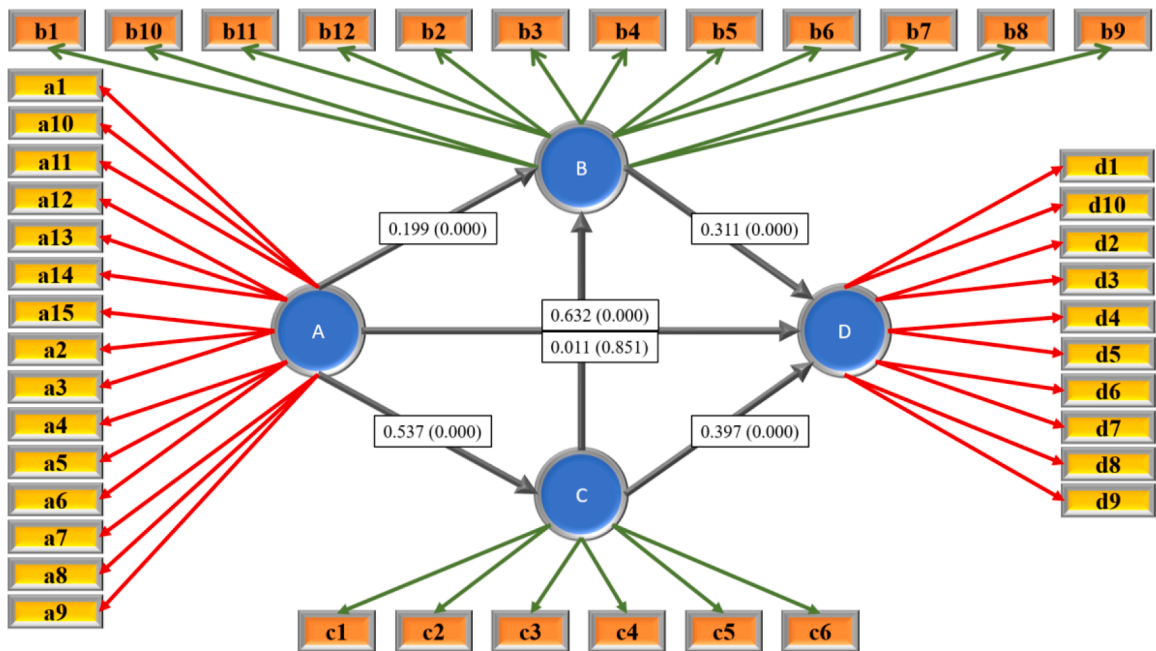 b1 b10 b11 b12 b2 b3 b4 b5 b6 b7 b8 b9
a1
a10
a11
a12
a13
a14
a15
a2
a3
a4
a5
a6
a7
a8
a9
B
0.199 (0.000)
0.311 (0.000)
A
0.632 (0.000)
0.011 (0.851)
D
0.537 (0.000)
0.397 (0.000)
C
d1
d10
d2
d3
d4
d5
d6
d7
d8
d9
c1 c2 c3 c4 c5 c6